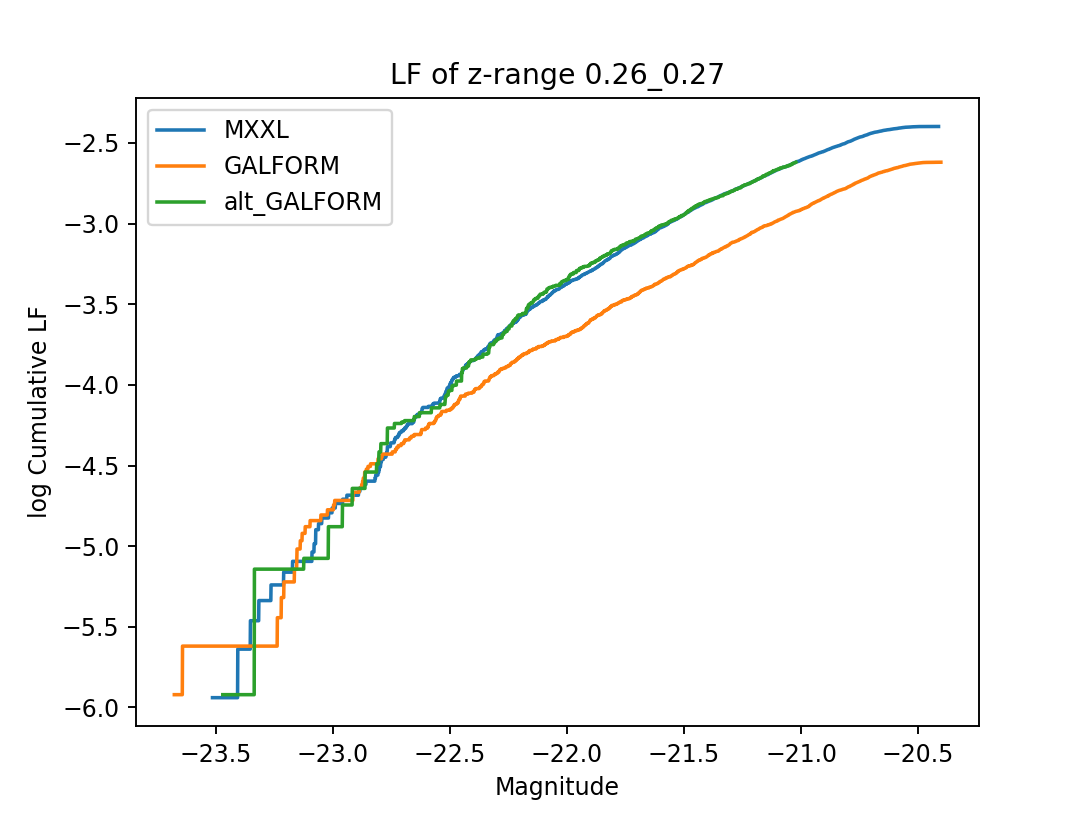 LF of z-range 0.26_0.27
MXXL
GALFORM
alt_GALFORM
log Cumulative LF
−2.5
−3.0
−3.5
−4.0
−4.5
−5.0
−5.5
−6.0
−23.5 −23.0 −22.5 −22.0 −21.5 −21.0 −20.5
Magnitude